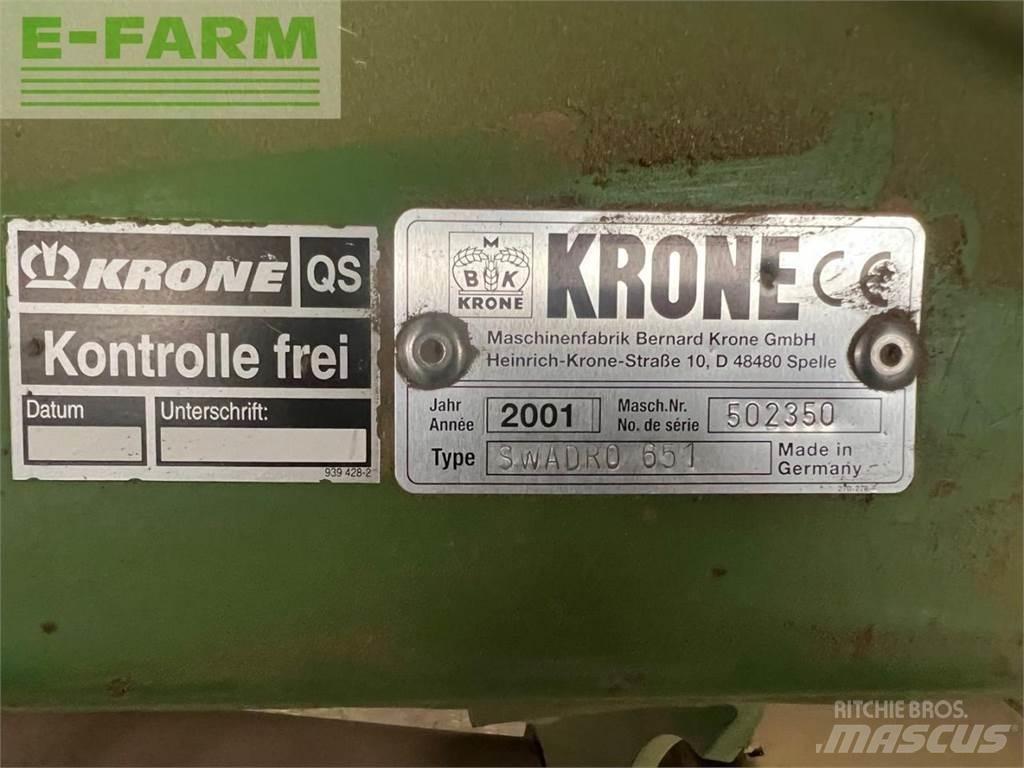 E-FARM
KRONE QS
Kontrolle frei
Datum Unterschrift:
939 428-2
M
B K
KRONE
KRONE CE
Maschinenfabrik Bernard Krone GmbH
Heinrich-Krone-Straße 10, D 48480 Spelle
Jahr
Année 2001 Masch.Nr.
No. de série 502350
Type SWADRO 651 Made in
Germany
RITCHIE BROS.
MASCUS